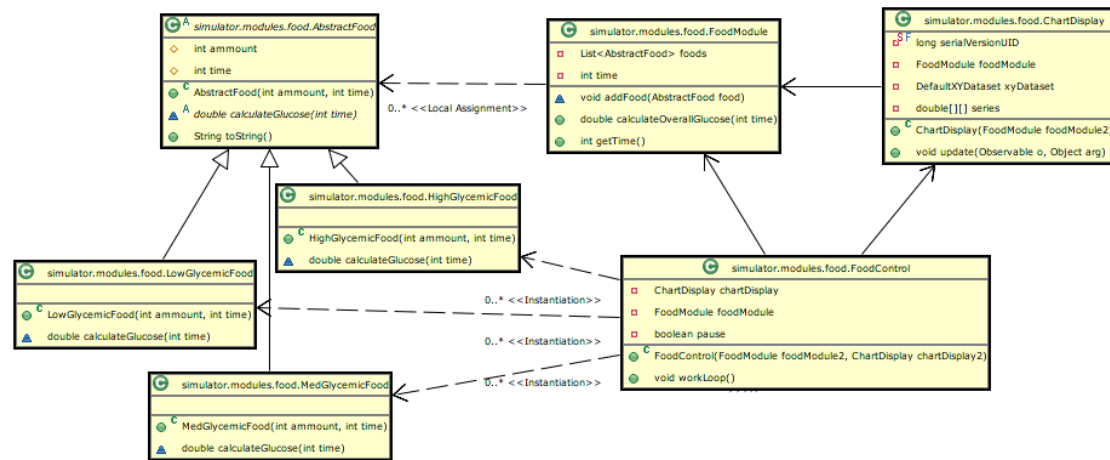 simulator.modules.food.AbstractFood
int ammount
int time
AbstractFood(int ammount, int time)
double calculateGlucose(int time)
String toString()
simulator.modules.food.FoodModule
List<AbstractFood> foods
int time
void addFood(AbstractFood food)
double calculateOverallGlucose(int time)
int getTime()
simulator.modules.food.ChartDisplay
long serialVersionUID
FoodModule foodModule
DefaultXYDataset xyDataset
double[][] series
ChartDisplay(FoodModule foodModule2)
void update(Observable o, Object arg)
0..* <<Local Assignment>>
simulator.modules.food.HighGlycemicFood
HighGlycemicFood(int ammount, int time)
double calculateGlucose(int time)
simulator.modules.food.LowGlycemicFood
LowGlycemicFood(int ammount, int time)
double calculateGlucose(int time)
simulator.modules.food.FoodControl
ChartDisplay chartDisplay
FoodModule foodModule
boolean pause
FoodControl(FoodModule foodModule2, ChartDisplay chartDisplay2)
void workLoop()
0..* <<Instantiation>>
0..* <<Instantiation>>
0..* <<Instantiation>>
simulator.modules.food.MedGlycemicFood
MedGlycemicFood(int ammount, int time)
double calculateGlucose(int time)